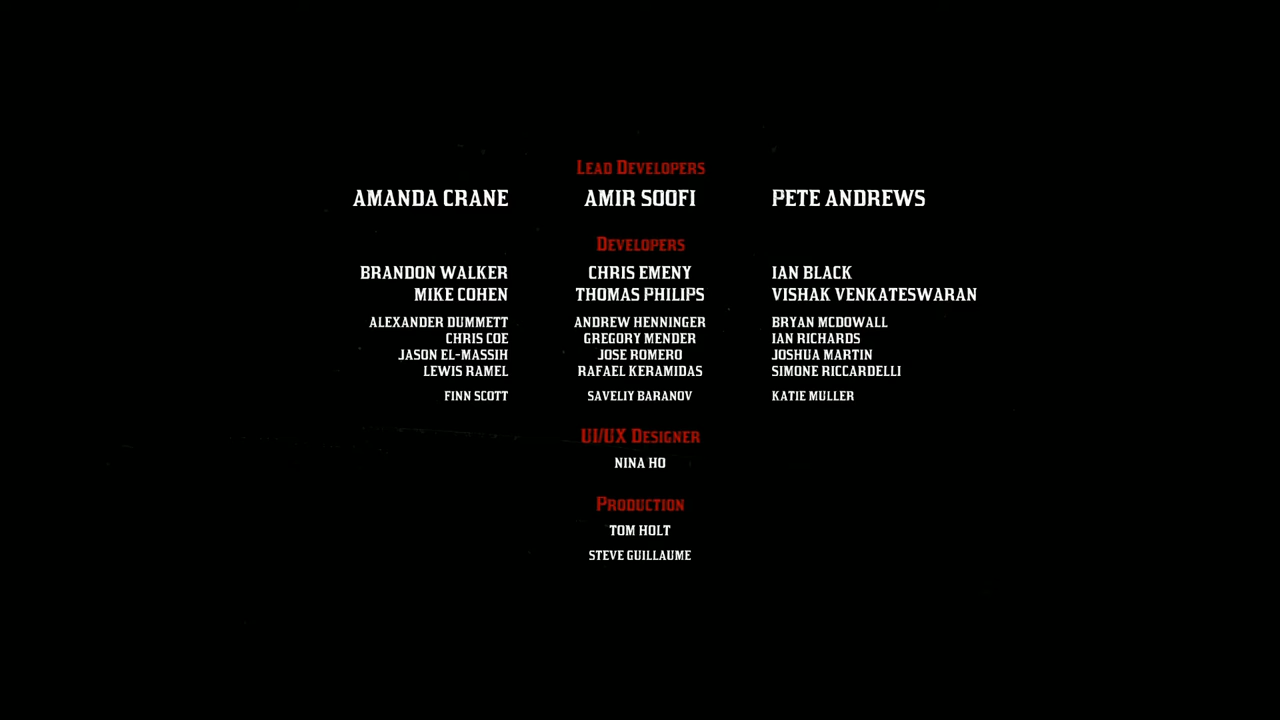 Lead Developers
AMANDA CRANE AMIR SOOFI PETE ANDREWS
Developers
BRANDON WALKER CHRIS EMENY IAN BLACK
MIKE COHEN THOMAS PHILIPS VISHAK VENKATESWARAN
ALEXANDER DUMMETT ANDREW HENNINGER BRYAN MCDOWALL
CHRIS COE GREGORY MENDER IAN RICHARDS
JASON EL-MASSIH JOSE ROMERO JOSHUA MARTIN
LEWIS RAMEL RAFAEL KERAMIDAS SIMONE RICCARDELLI
FINN SCOTT SAVELIY BARANOV KATIE MULLER
UI/UX Designer
NINA HO
Production
TOM HOLT
STEVE GUILLAUME